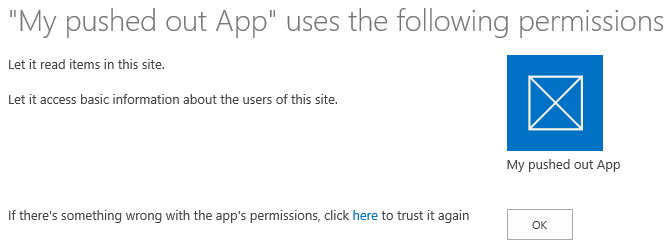 "My pushed out App" uses the following permissions
Let it read items in this site.
Let it access basic information about the users of this site.
My pushed out App
If there's something wrong with the app's permissions, click here to trust it again
OK